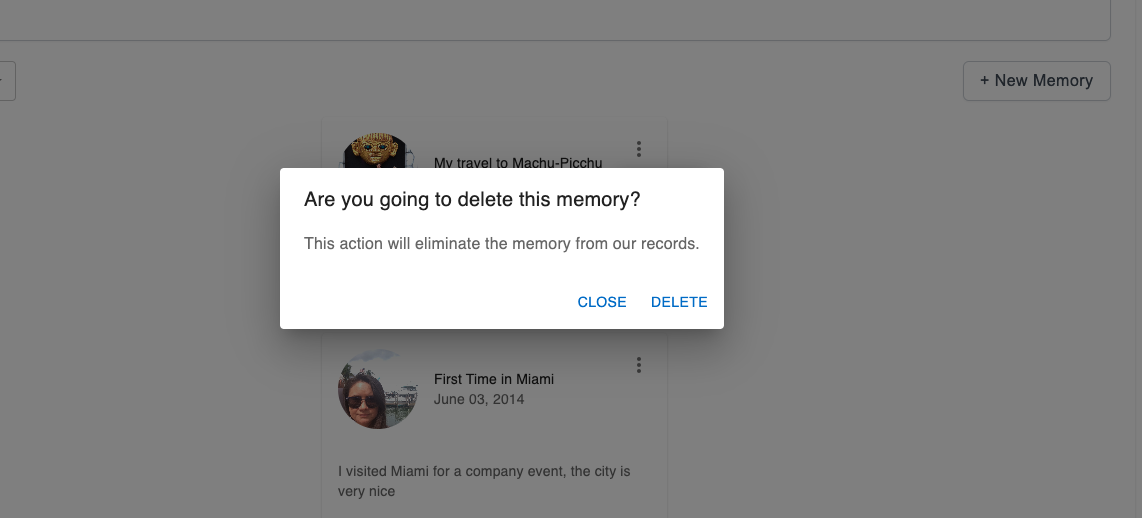 + New Memory
My travel to Machu-Picchu
Are you going to delete this memory?
This action will eliminate the memory from our records.
CLOSE DELETE
First Time in Miami
June 03, 2014
I visited Miami for a company event, the city is
very nice